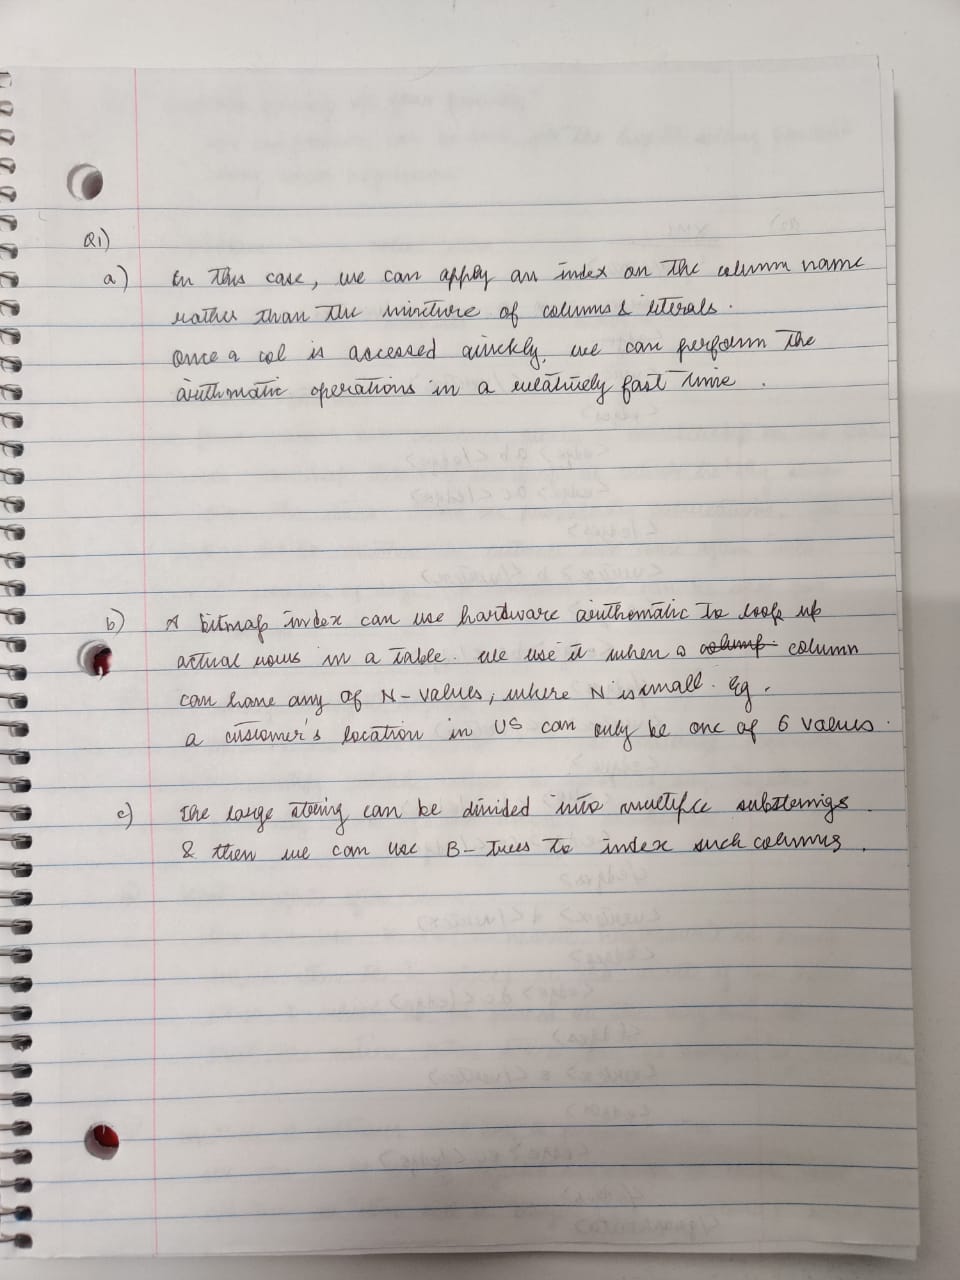 Q1)
a) In this case, we can apply an index on the column name
rather than the mixture of columns & literals.
Once a col is accessed quickly, we can perform the
arithmatic operations in a relatively fast time.
b) A bitmap index can use hardware arithmatic to look up
actual rows in a table. We use it when a column
can have any of N-values, where N is small. Eg.
a customer's location in US can only be one of 6 values.
c) The large string can be divided into multiple substrings
& then we can use B-trees to index such columns.